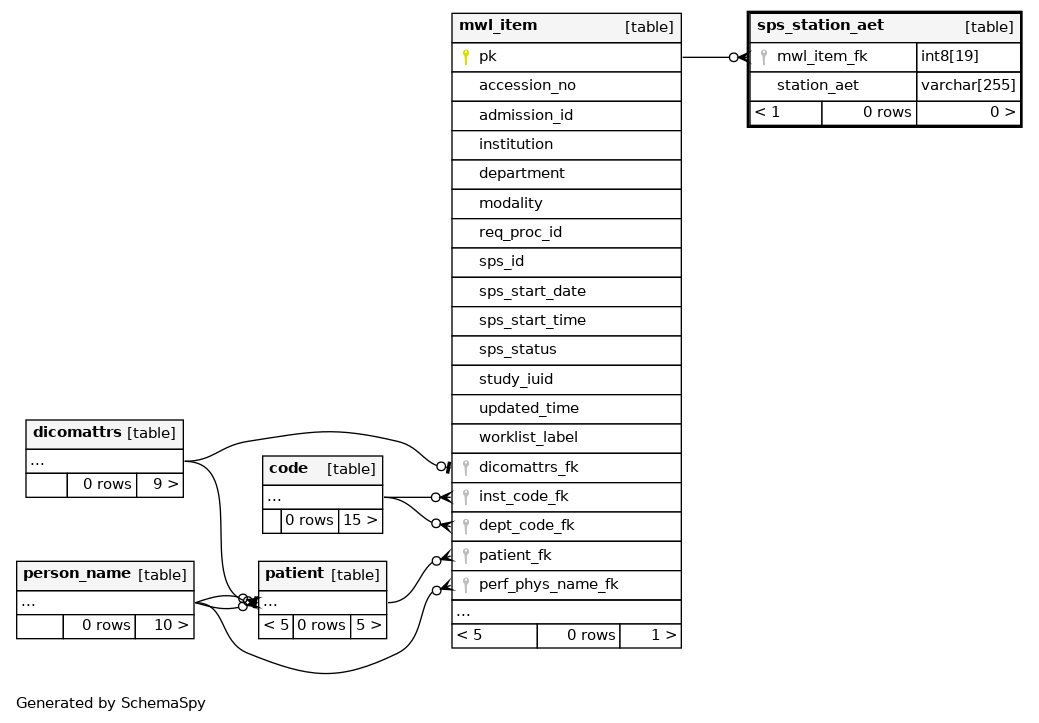 mwl_item [table]
pk
accession_no
admission_id
institution
department
modality
req_proc_id
sps_id
sps_start_date
sps_start_time
sps_status
study_iuid
updated_time
worklist_label
dicomattrs_fk
inst_code_fk
dept_code_fk
patient_fk
perf_phys_name_fk
...
< 5 0 rows 1 >
sps_station_aet [table]
mwl_item_fk int8[19]
station_aet varchar[255]
< 1 0 rows 0 >
dicomattrs [table]
...
0 rows 9 >
code [table]
...
0 rows 15 >
person_name [table]
...
0 rows 10 >
patient [table]
...
< 5 0 rows 5 >
Generated by SchemaSpy